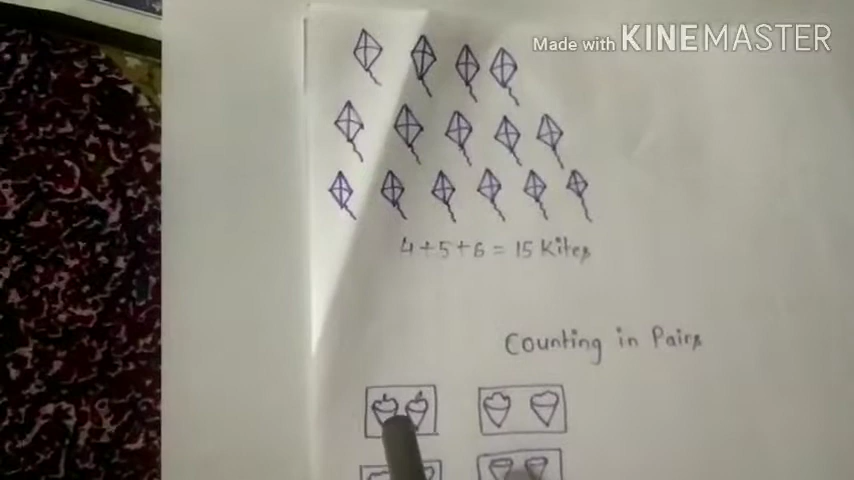 Made with KINEMASTER
4+5+6 = 15 Kites
Counting in Pairs